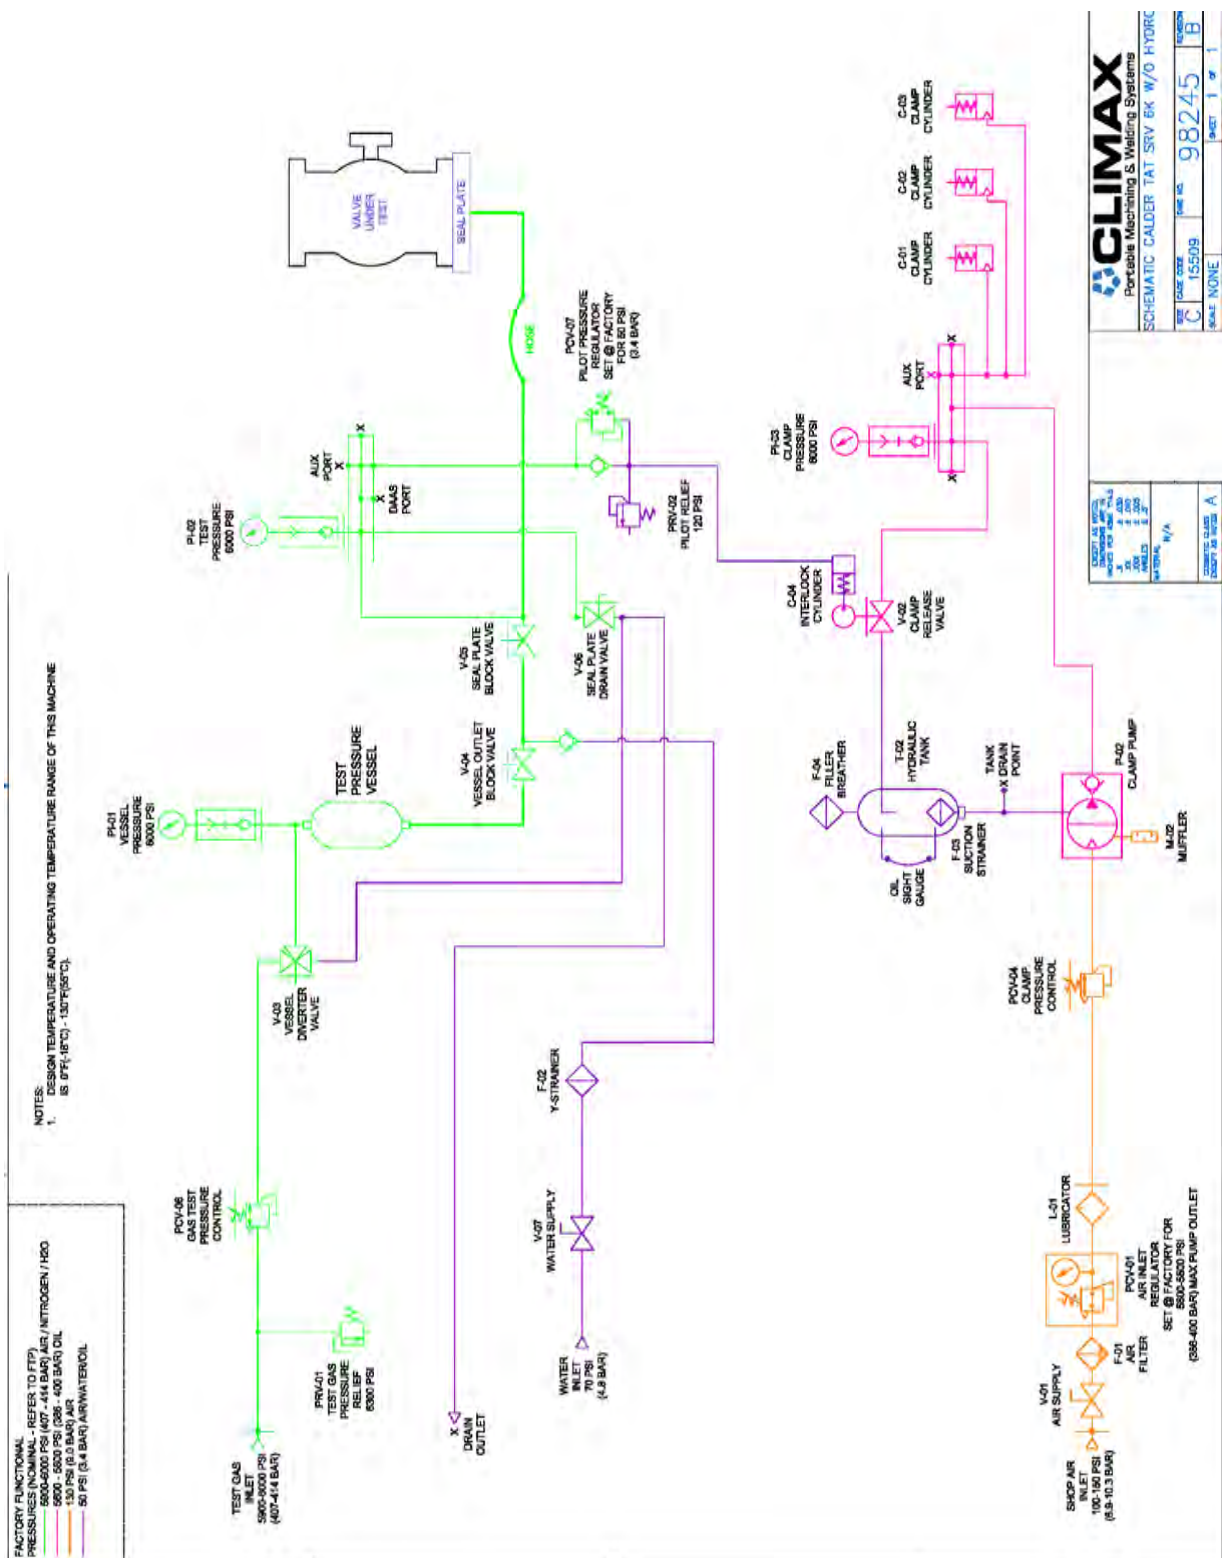 FACTORY FUNCTIONAL
PRESSURES (NOMINAL - REFER TO FTP)
5900-6000 PSI (407 - 414 BAR) AIR / NITROGEN / H2O
5600 - 5800 PSI (386 - 400 BAR) OIL
130 PSI (9.0 BAR) AIR
50 PSI (3.4 BAR) AIR/WATER/OIL
NOTES:
1. DESIGN TEMPERATURE AND OPERATING TEMPERATURE RANGE OF THIS MACHINE
IS 0°F(-18°C) - 130°F(55°C).
TEST GAS
INLET
5900-6000 PSI
(407-414 BAR)
PRV-01
TEST GAS
PRESSURE
RELIEF
6300 PSI
PCV-06
GAS TEST
PRESSURE
CONTROL
V-03
VESSEL
DIVERTER
VALVE
PI-01
VESSEL
PRESSURE
6000 PSI
TEST
PRESSURE
VESSEL
V-04
VESSEL OUTLET
BLOCK VALVE
V-05
SEAL PLATE
BLOCK VALVE
V-06
SEAL PLATE
DRAIN VALVE
PI-02
TEST
PRESSURE
6000 PSI
AUX
PORT
X
X
X
DAAS
PORT
HOSE
VALVE
UNDER
TEST
SEAL PLATE
PCV-07
PILOT PRESSURE
REGULATOR
SET @ FACTORY
FOR 50 PSI
(3.4 BAR)
PRV-02
PILOT RELIEF
120 PSI
X
DRAIN
OUTLET
WATER
INLET
70 PSI
(4.8 BAR)
V-07
WATER SUPPLY
F-02
Y-STRAINER
C-04
INTERLOCK
CYLINDER
V-02
CLAMP
RELEASE
VALVE
PI-03
CLAMP
PRESSURE
6000 PSI
AUX
PORT
X
X
X
C-01
CLAMP
CYLINDER
C-02
CLAMP
CYLINDER
C-03
CLAMP
CYLINDER
F-04
FILLER
BREATHER
T-02
HYDRAULIC
TANK
OIL
SIGHT
GAUGE
F-03
SUCTION
STRAINER
TANK
X DRAIN
POINT
P-02
CLAMP PUMP
M-02
MUFFLER
PCV-04
CLAMP
PRESSURE
CONTROL
L-01
LUBRICATOR
PCV-01
AIR INLET
REGULATOR
SET @ FACTORY FOR
5600-5800 PSI
(386-400 BAR) MAX PUMP OUTLET
F-01
AIR
FILTER
V-01
AIR SUPPLY
SHOP AIR
INLET
100-150 PSI
(6.9-10.3 BAR)
MATERIAL
N/A
A
CLIMAX
Portable Machining & Welding Systems
SCHEMATIC CALDER TAT SRV 6K W/O HYDRO
SIZE
C
CAGE CODE
15509
DWG NO.
98245
REVISION
B
SCALE NONE
SHEET 1 OF 1